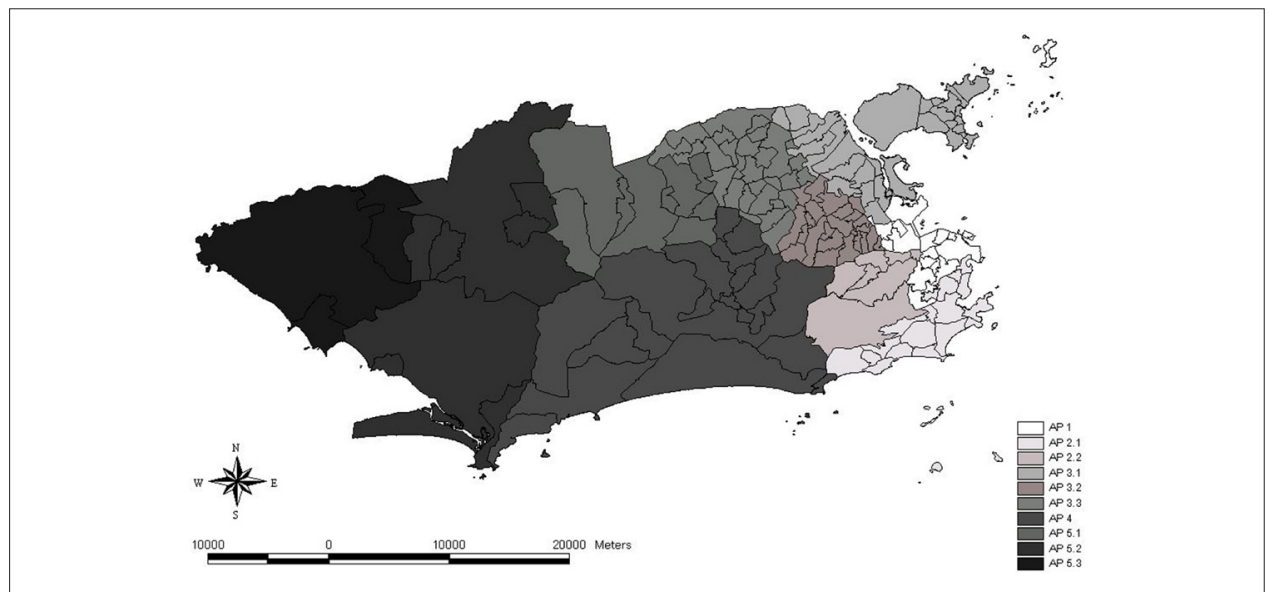 N
W E
S
10000 0 10000 20000 Meters
AP 1
AP 2.1
AP 2.2
AP 3.1
AP 3.2
AP 3.3
AP 4
AP 5.1
AP 5.2
AP 5.3